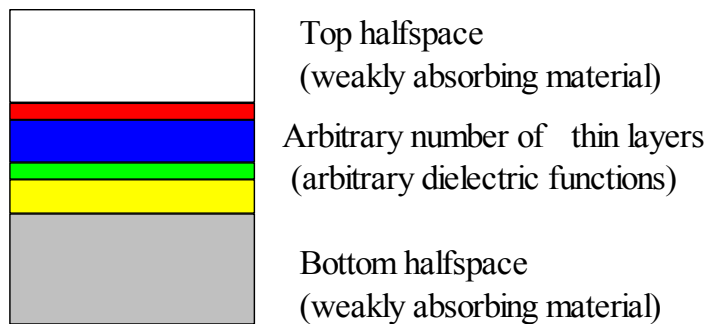 Top halfspace
(weakly absorbing material)
Arbitrary number of thin layers
(arbitrary dielectric functions)
Bottom halfspace
(weakly absorbing material)